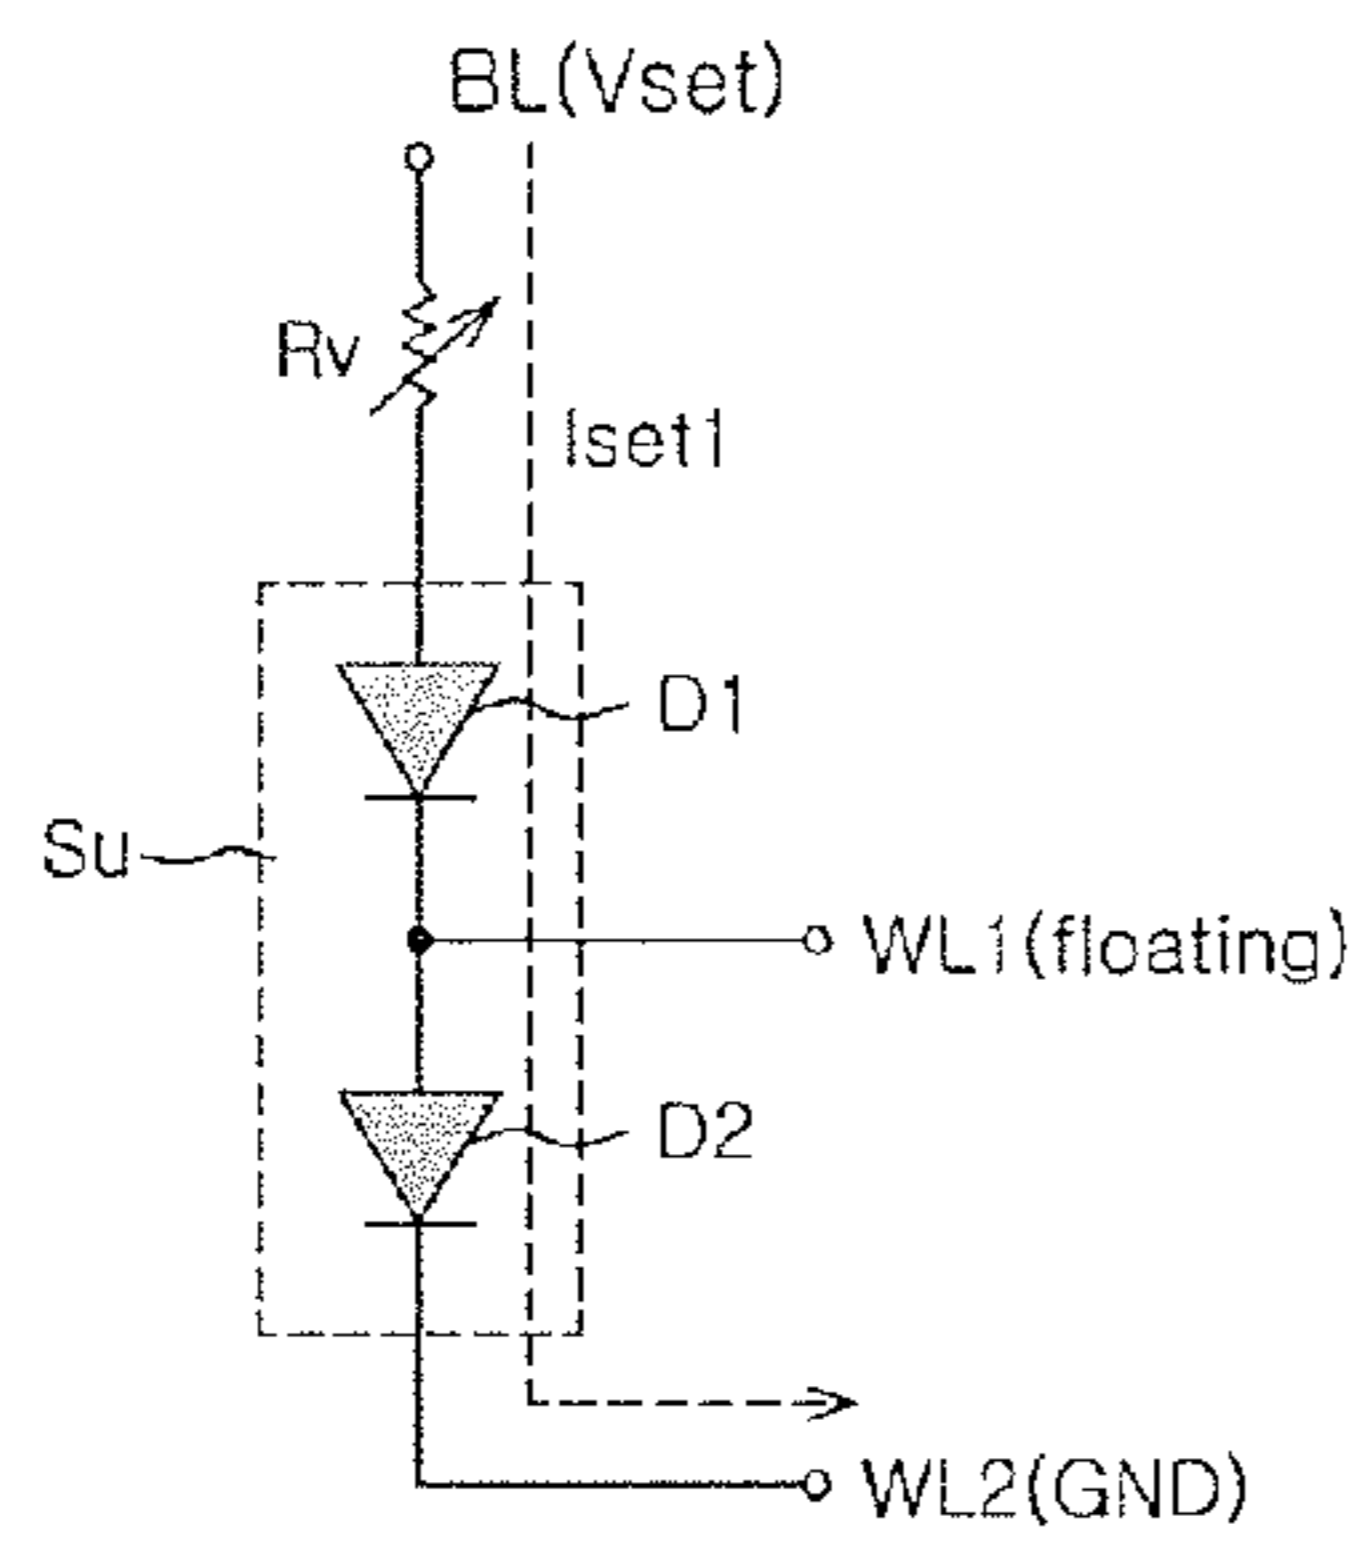 BL(Vset)
Rv
Iset1
D1
Su
WL1(floating)
D2
WL2(GND)